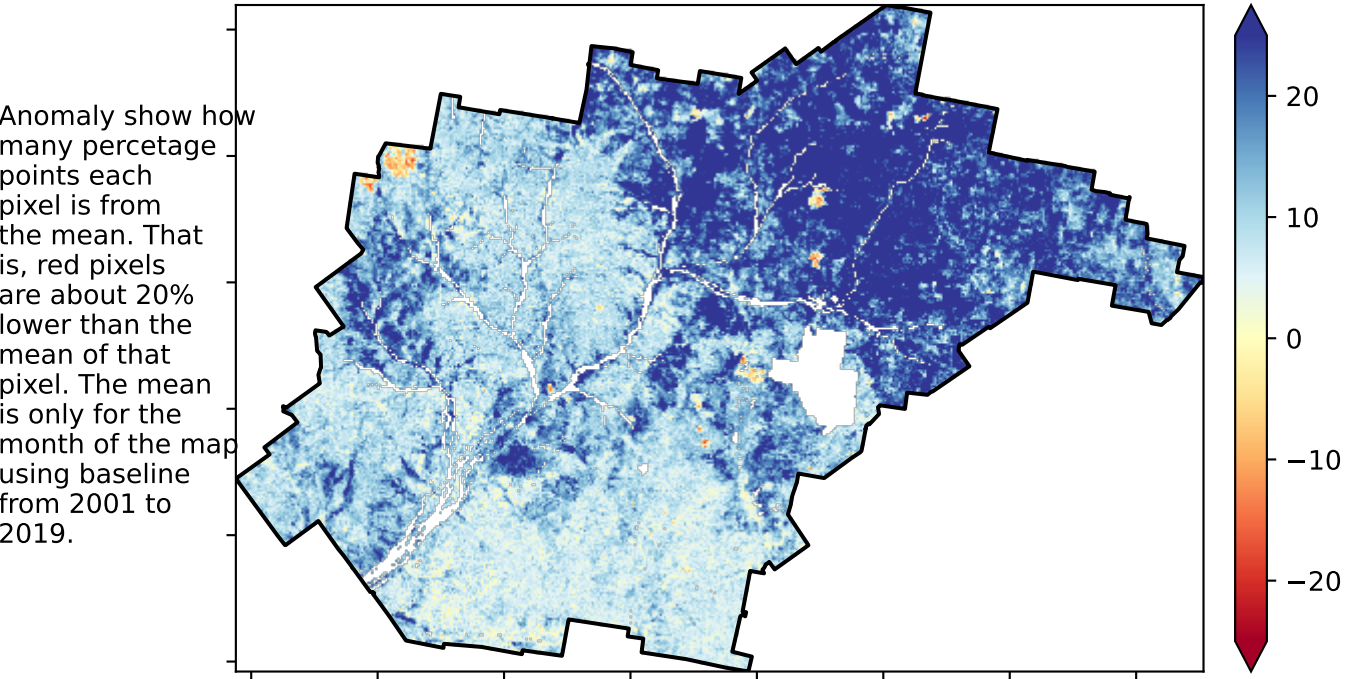 Anomaly show how
many percetage
points each
pixel is from
the mean. That
is, red pixels
are about 20%
lower than the
mean of that
pixel. The mean
is only for the
month of the map
using baseline
from 2001 to
2019.
20
10
0
−10
−20